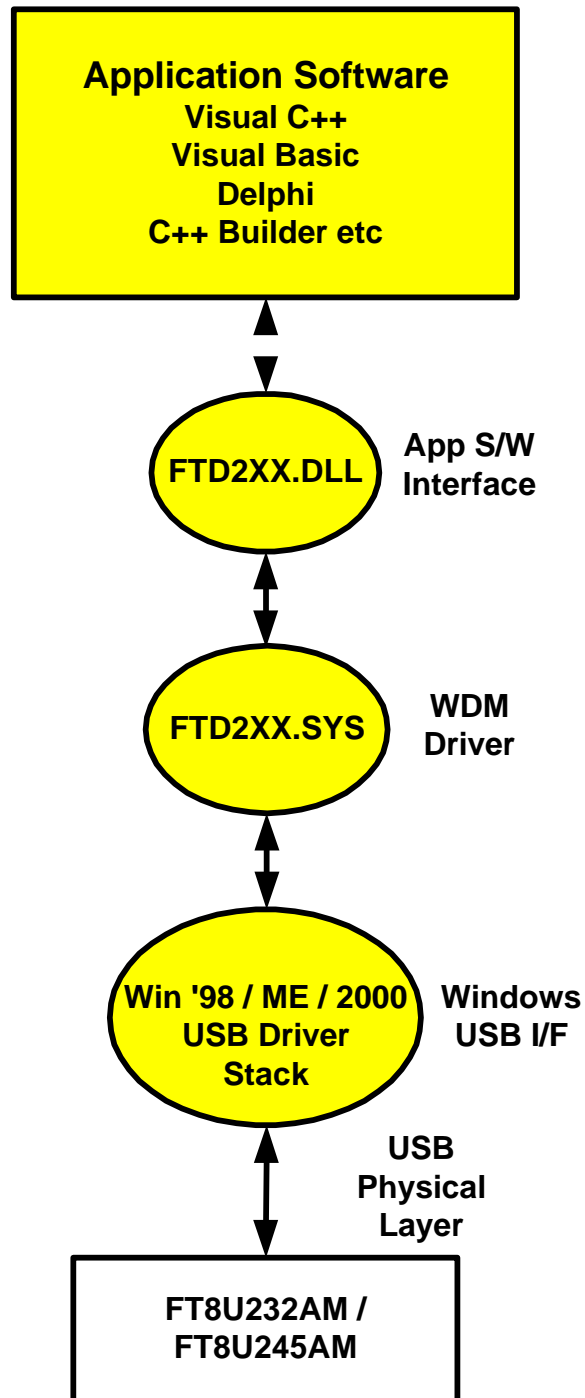 Application Software
Visual C++
Visual Basic
Delphi
C++ Builder etc
FTD2XX.DLL
App S/W
Interface
FTD2XX.SYS
WDM
Driver
Win '98 / ME / 2000
USB Driver
Stack
Windows
USB I/F
USB
Physical
Layer
FT8U232AM /
FT8U245AM